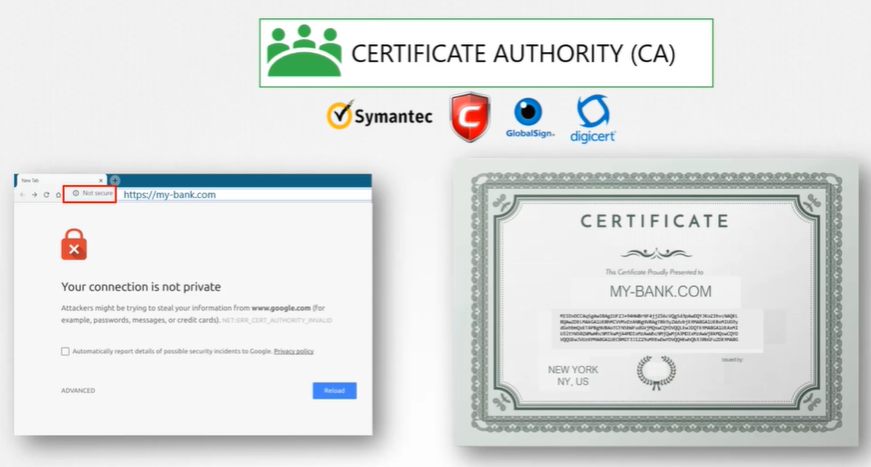 CERTIFICATE AUTHORITY (CA)
Symantec
GlobalSign.
digicert
New Tab
Not secure
https://my-bank.com
Your connection is not private
Attackers might be trying to steal your information from www.google.com (for
example, passwords, messages, or credit cards). NET:ERR_CERT_AUTHORITY_INVALID
Automatically report details of possible security incidents to Google. Privacy policy
ADVANCED
Reload
CERTIFICATE
This Certificate Proudly Presented to
MY-BANK.COM
Issued by:
NEW YORK
NY, US